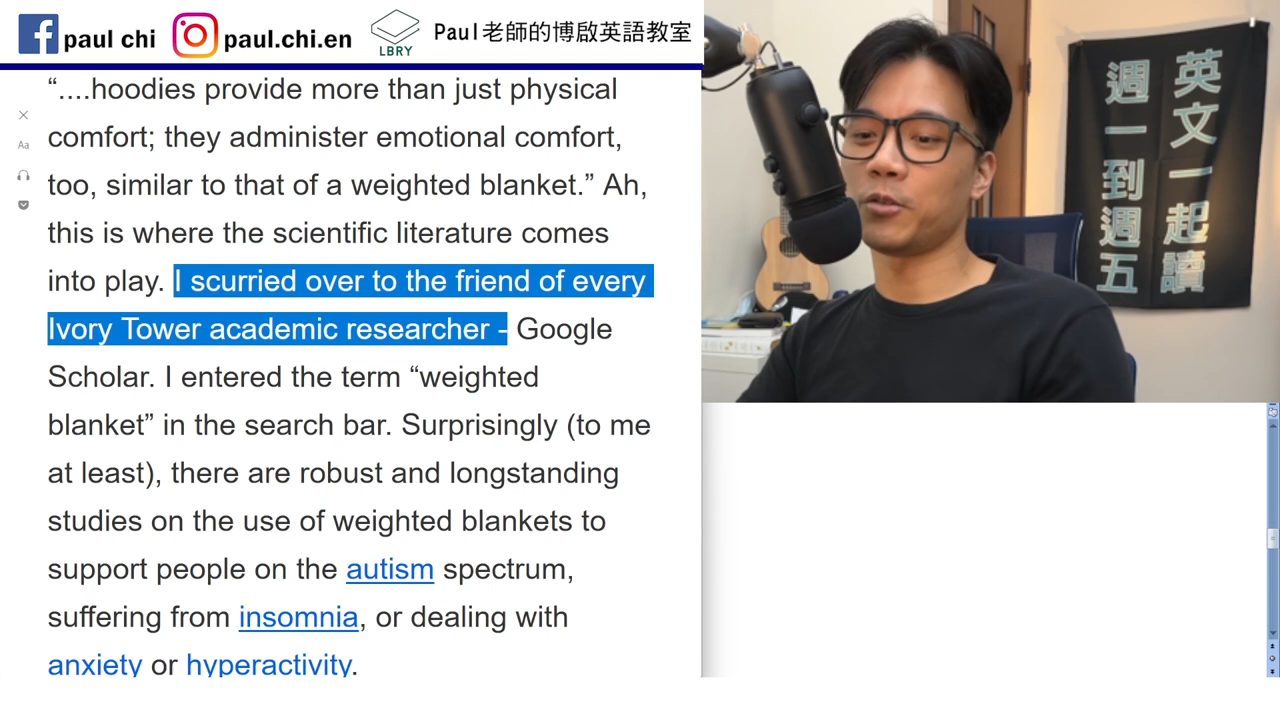 paul chi
paul.chi.en
LBRY
Paul老師的博啟英語教室
“....hoodies provide more than just physical
comfort; they administer emotional comfort,
too, similar to that of a weighted blanket.” Ah,
this is where the scientific literature comes
into play. I scurried over to the friend of every
Ivory Tower academic researcher - Google
Scholar. I entered the term “weighted
blanket” in the search bar. Surprisingly (to me
at least), there are robust and longstanding
studies on the use of weighted blankets to
support people on the autism spectrum,
suffering from insomnia, or dealing with
anxiety or hyperactivity.
Aa
英文一起讀
週一到週五